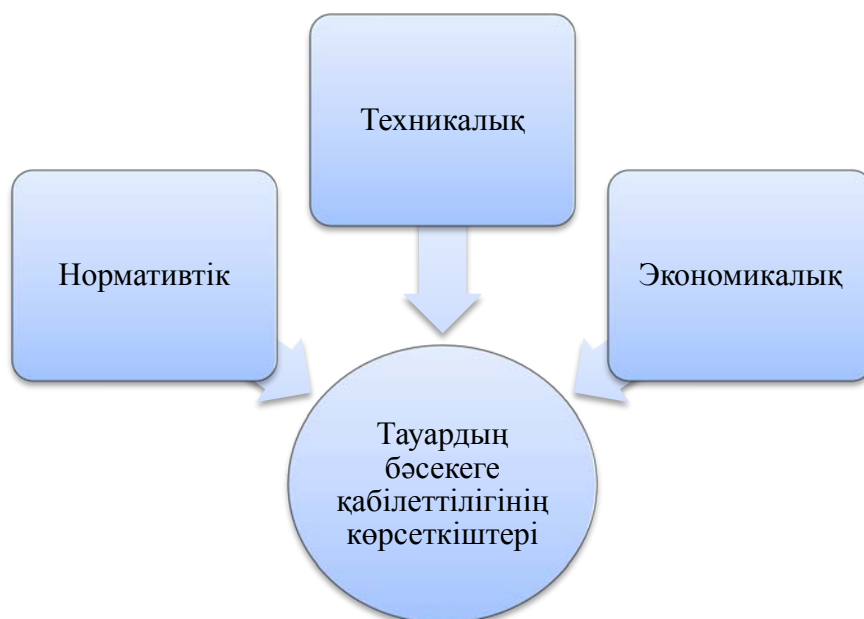 Техникалық
Нормативтік
Экономикалық
Тауардың
бәсекеге
қабілеттілігінің
көрсеткіштері